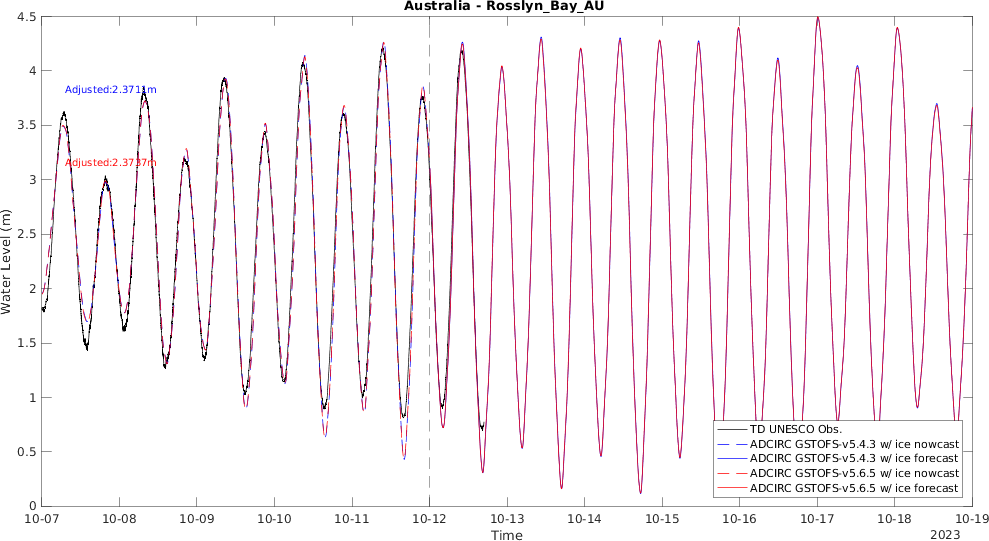 Australia - Rosslyn_Bay_AU
4.5
4
3.5
3
2.5
2
1.5
1
0.5
0
Water Level (m)
Adjusted:2.3711m
Adjusted:2.3737m
TD UNESCO Obs.
ADCIRC GSTOFS-v5.4.3 w/ ice nowcast
ADCIRC GSTOFS-v5.4.3 w/ ice forecast
ADCIRC GSTOFS-v5.6.5 w/ ice nowcast
ADCIRC GSTOFS-v5.6.5 w/ ice forecast
10-07 10-08 10-09 10-10 10-11 10-12 10-13 10-14 10-15 10-16 10-17 10-18 10-19
Time
2023